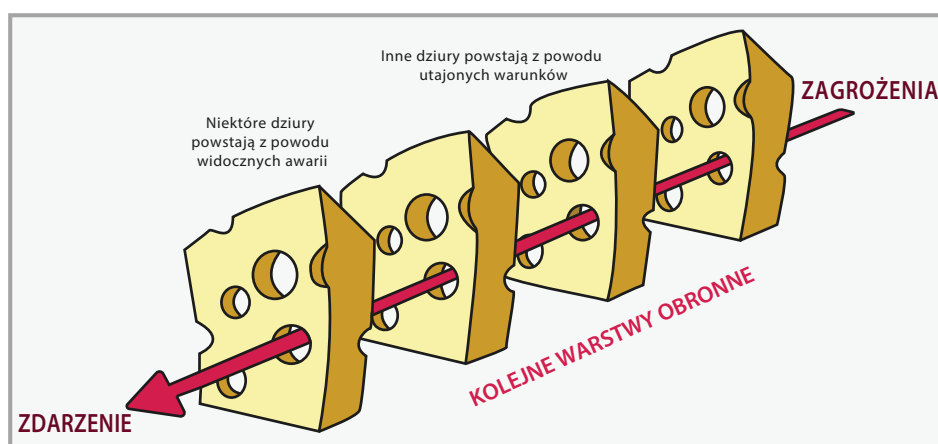 Inne dziury powstają z powodu
utajonych warunków
ZAGROŻENIA
Niektóre dziury
powstają z powodu
widocznych awarii
KOLEJNE WARSTWY OBRONNE
ZDARZENIE